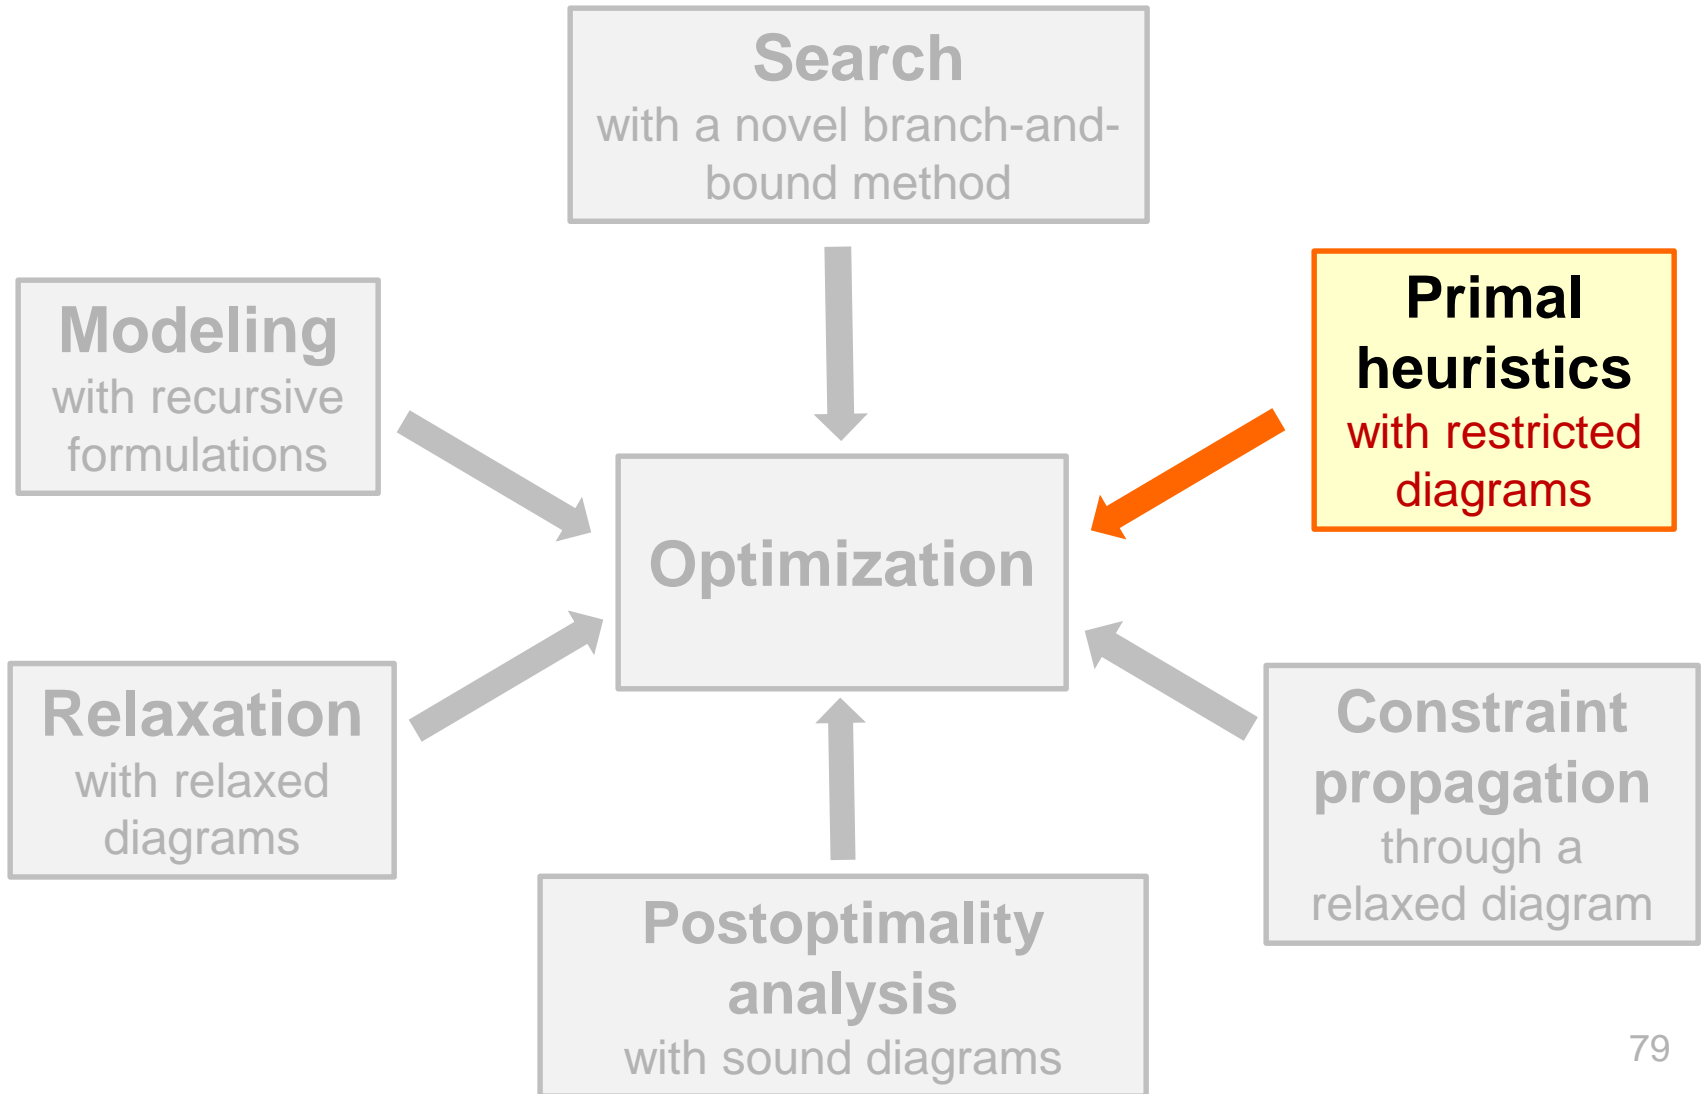 Search
with a novel branch-and-
bound method
Modeling
with recursive
formulations
Primal
heuristics
with restricted
diagrams
Optimization
Relaxation
with relaxed
diagrams
Constraint
propagation
through a
relaxed diagram
Postoptimality
analysis
with sound diagrams
79